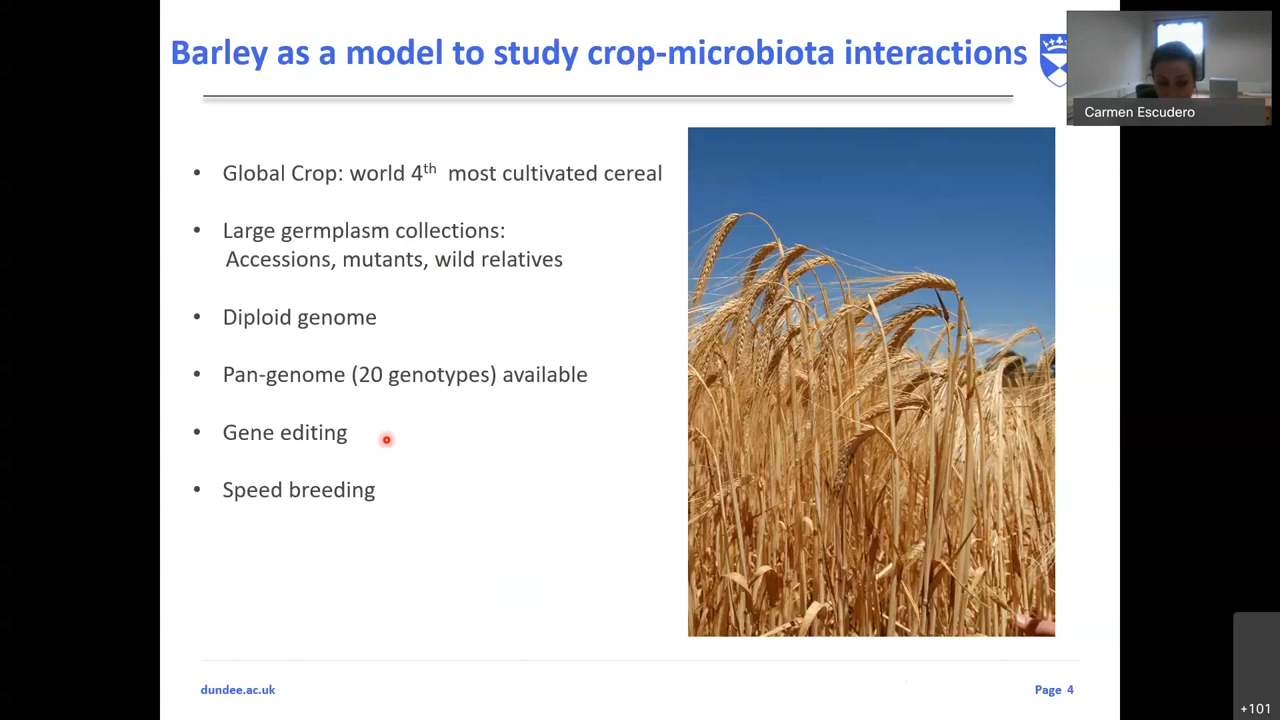 Barley as a model to study crop-microbiota interactions
Carmen Escudero
• Global Crop: world 4th most cultivated cereal
• Large germplasm collections:
Accessions, mutants, wild relatives
• Diploid genome
• Pan-genome (20 genotypes) available
• Gene editing
• Speed breeding
dundee.ac.uk
Page 4
+101